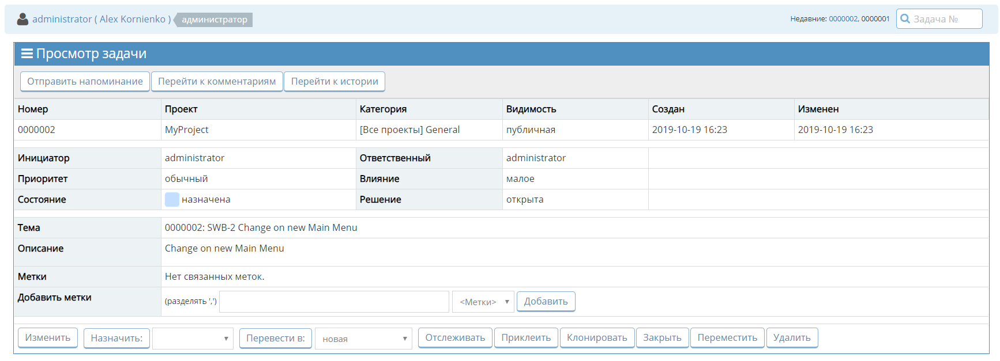 administrator ( Alex Kornienko ) администратор Недавние: 0000002, 0000001 Задача №
Просмотр задачи
Отправить напоминание Перейти к комментариям Перейти к истории
Номер Проект Категория Видимость Создан Изменен
0000002 MyProject [Все проекты] General публичная 2019-10-19 16:23 2019-10-19 16:23
Инициатор administrator Ответственный administrator
Приоритет обычный Влияние малое
Состояние назначена Решение открыта
Тема 0000002: SWB-2 Change on new Main Menu
Описание Change on new Main Menu
Метки Нет связанных меток.
Добавить метки (разделять ',') <Метки> Добавить
Изменить Назначить: Перевести в: новая Отслеживать Приклеить Клонировать Закрыть Переместить Удалить